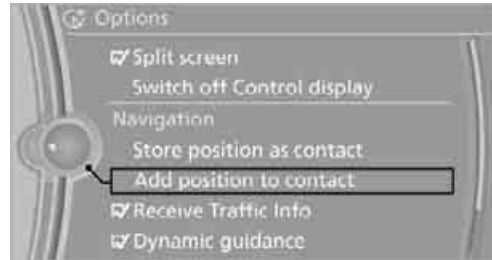 Options
Split screen
Switch off Control display
Navigation
Store position as contact
Add position to contact
Receive Traffic Info
Dynamic guidance